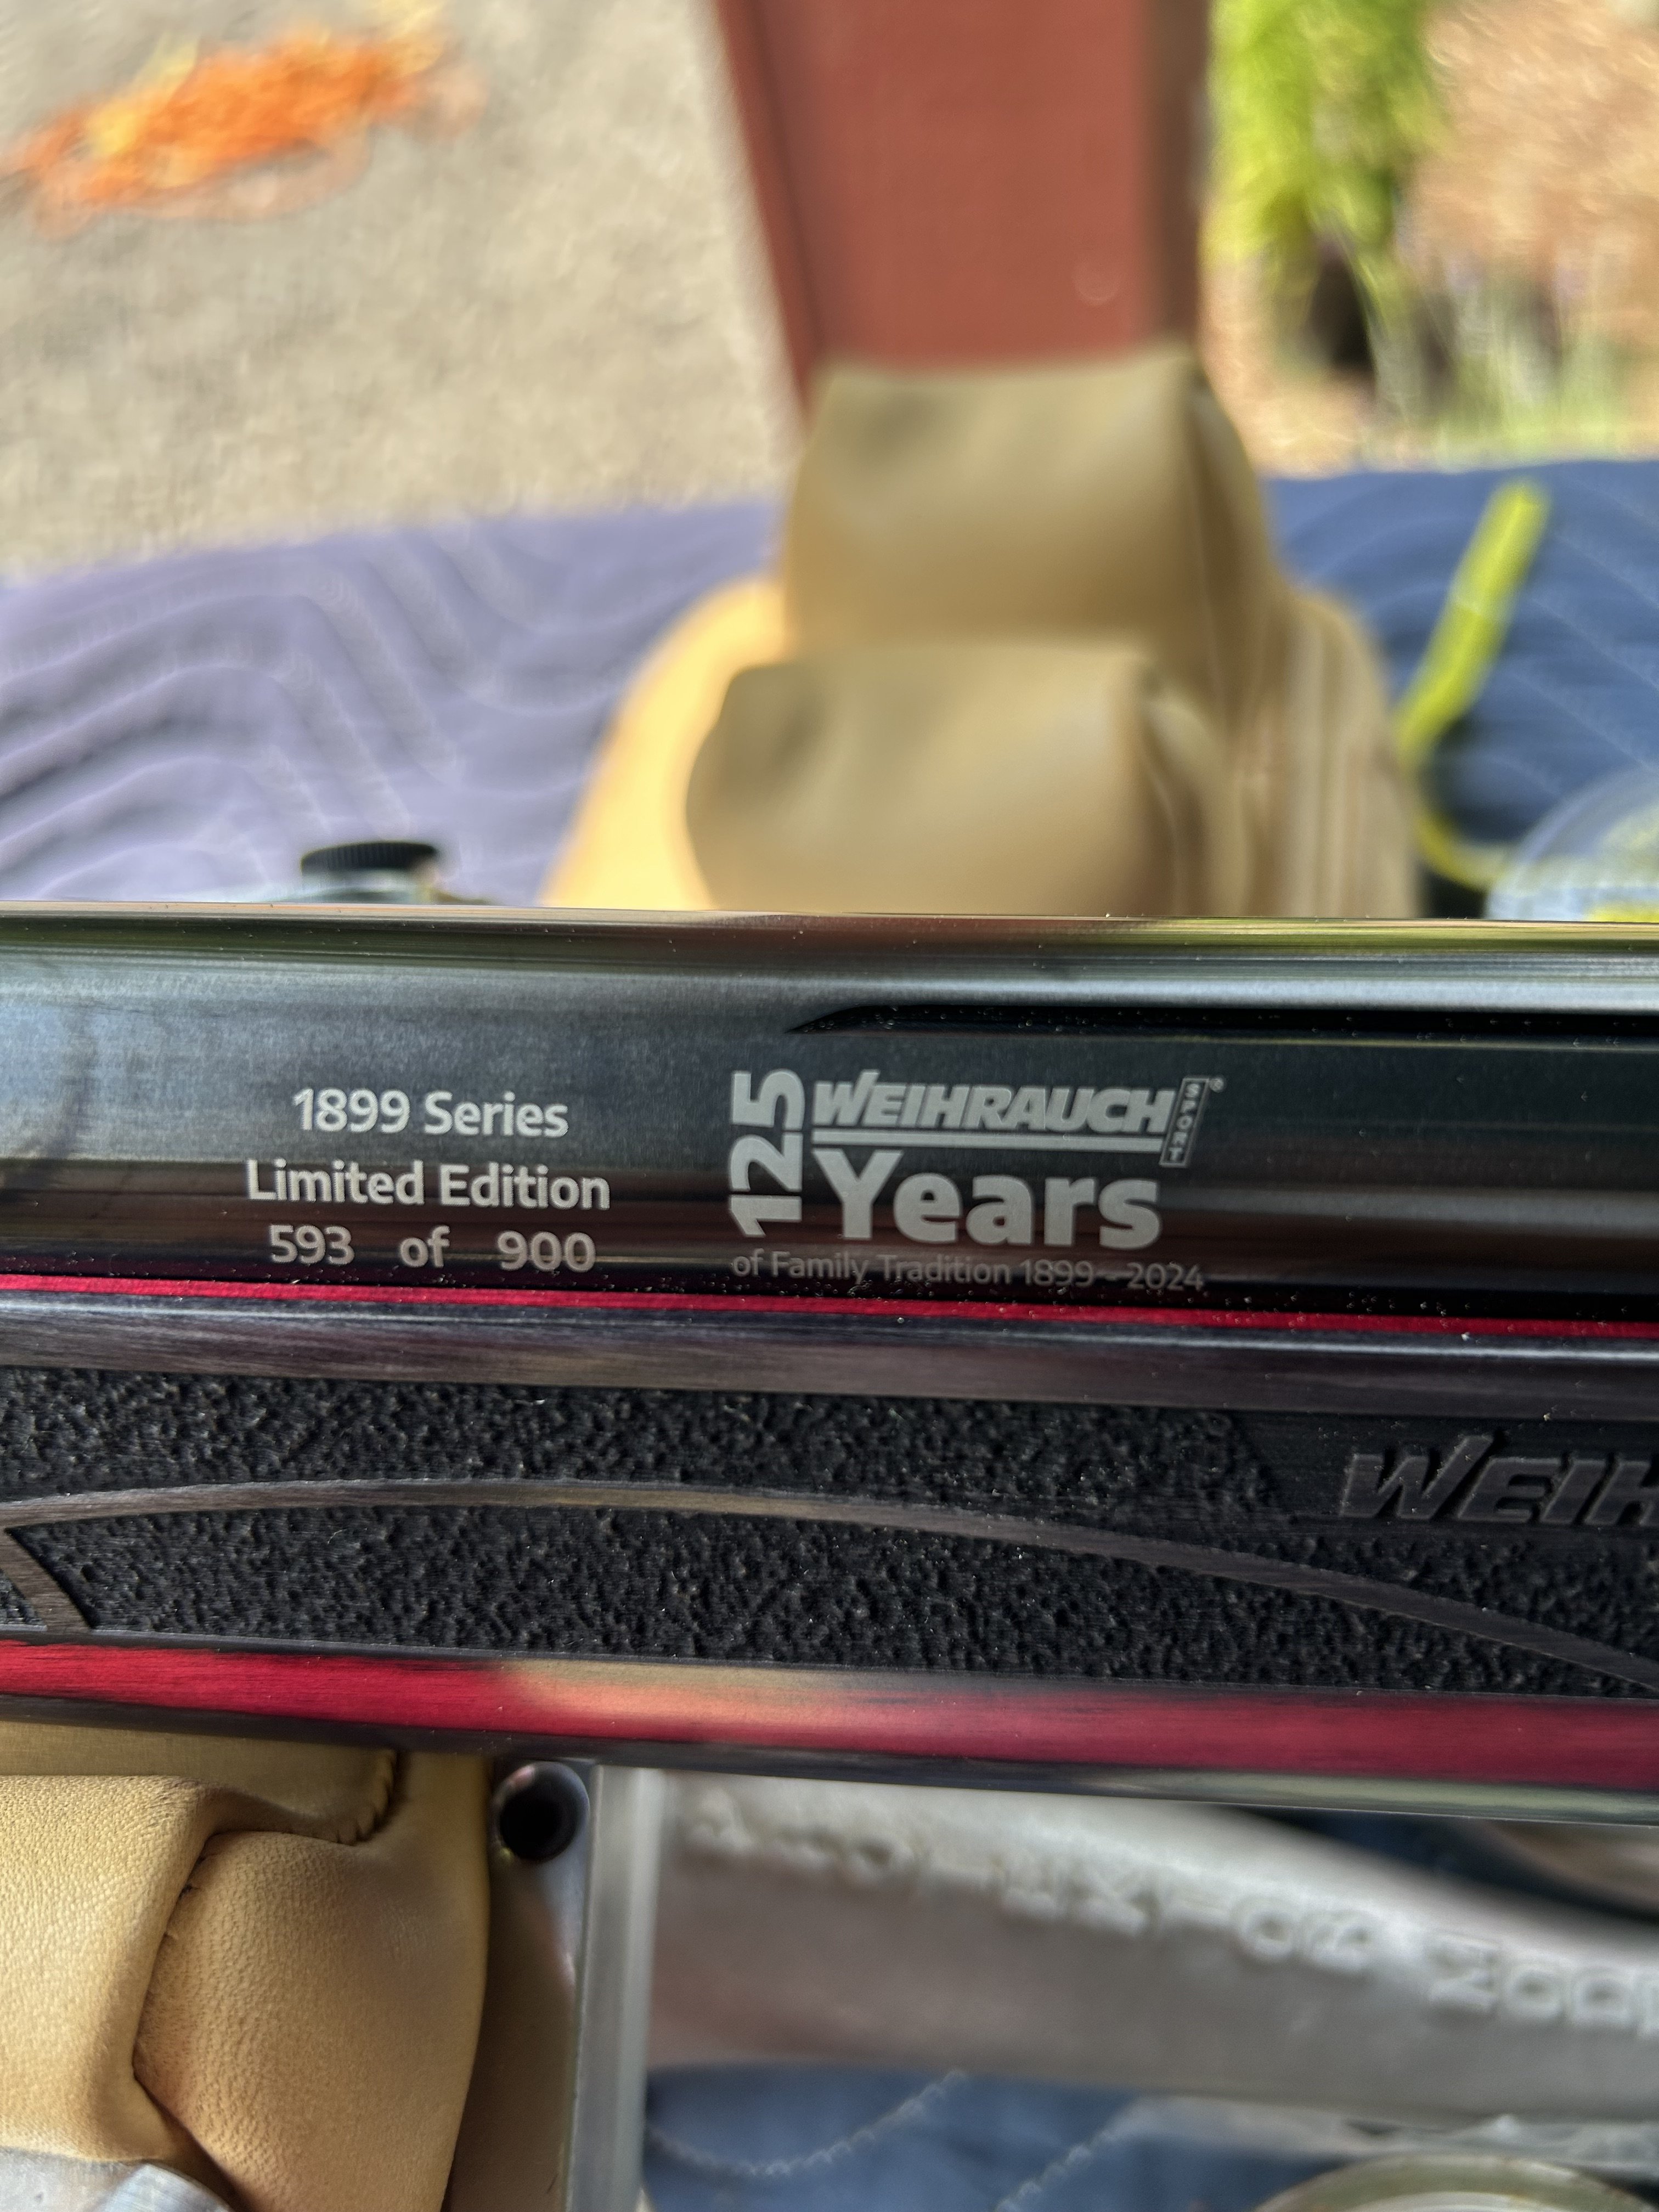 1899 Series
Limited Edition
593 of 900
125
WEIHRAUCH
SPORT
®
Years
of Family Tradition 1899 - 2024
WEIH